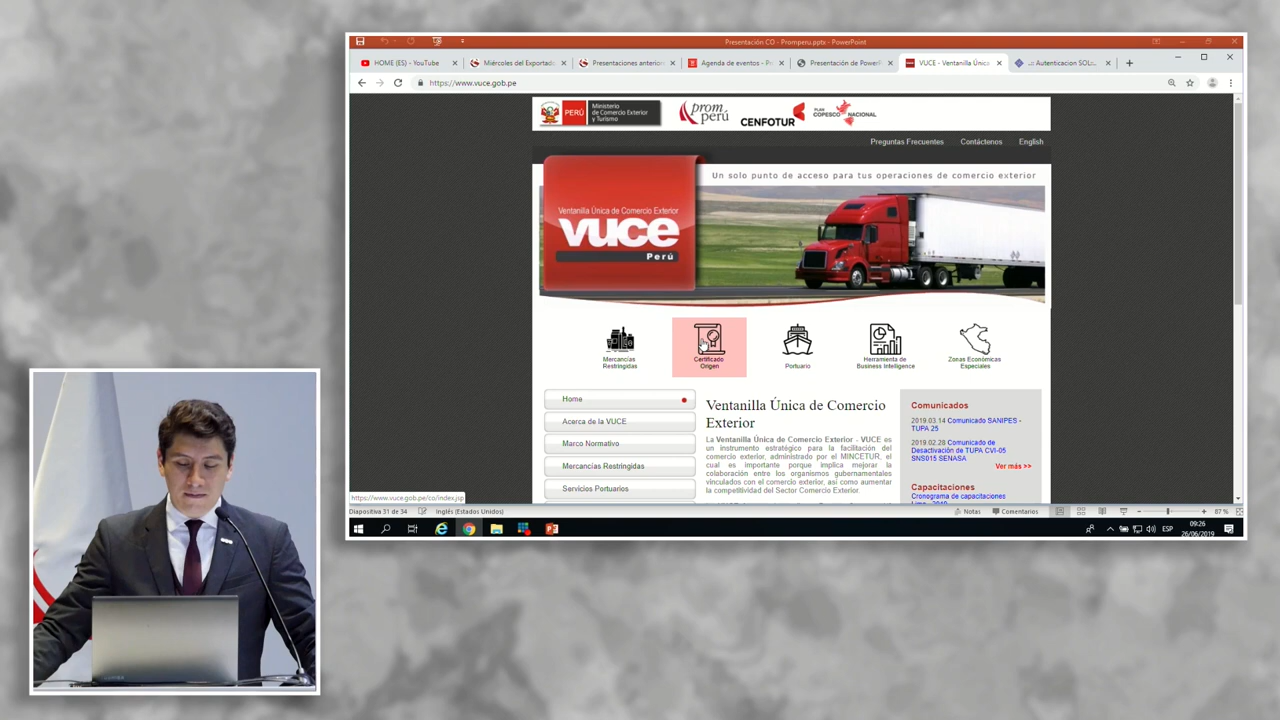 Presentación CO - Promperu.pptx - PowerPoint
HOME (ES) - YouTube
Miércoles del Exportado
Presentaciones anterior
Agenda de eventos - P
Presentación de PowerP
VUCE - Ventanilla Única
.:: Autenticacion SOL::.
https://www.vuce.gob.pe
PERÚ
Ministerio
de Comercio Exterior
y Turismo
prom
perú
CENFOTUR
PLAN
COPESCO NACIONAL
Preguntas Frecuentes
Contáctenos
English
Un solo punto de acceso para tus operaciones de comercio exterior
Ventanilla Única de Comercio Exterior
vuce
Perú
Mercancías
Restringidas
Certificado
Origen
Portuario
Herramienta de
Business Intelligence
Zonas Económicas
Especiales
Home
Acerca de la VUCE
Marco Normativo
Mercancías Restringidas
Servicios Portuarios
Ventanilla Única de Comercio
Exterior
La Ventanilla Única de Comercio Exterior - VUCE es
un instrumento estratégico para la facilitación del
comercio exterior, administrado por el MINCETUR, el
cual es importante porque implica mejorar la
colaboración entre los organismos gubernamentales
vinculados con el comercio exterior, así como aumentar
la competitividad del Sector Comercio Exterior.
Comunicados
2019.03.14 Comunicado SANIPES -
TUPA 25
2019.02.28 Comunicado de
Desactivación de TUPA CVI-05
SNS015 SENASA
Ver más >>
Capacitaciones
Cronograma de capacitaciones
https://www.vuce.gob.pe/co/index.jsp
Diapositiva 31 de 34
Inglés (Estados Unidos)
Notas
Comentarios
87 %
ESP
09:26
26/06/2019